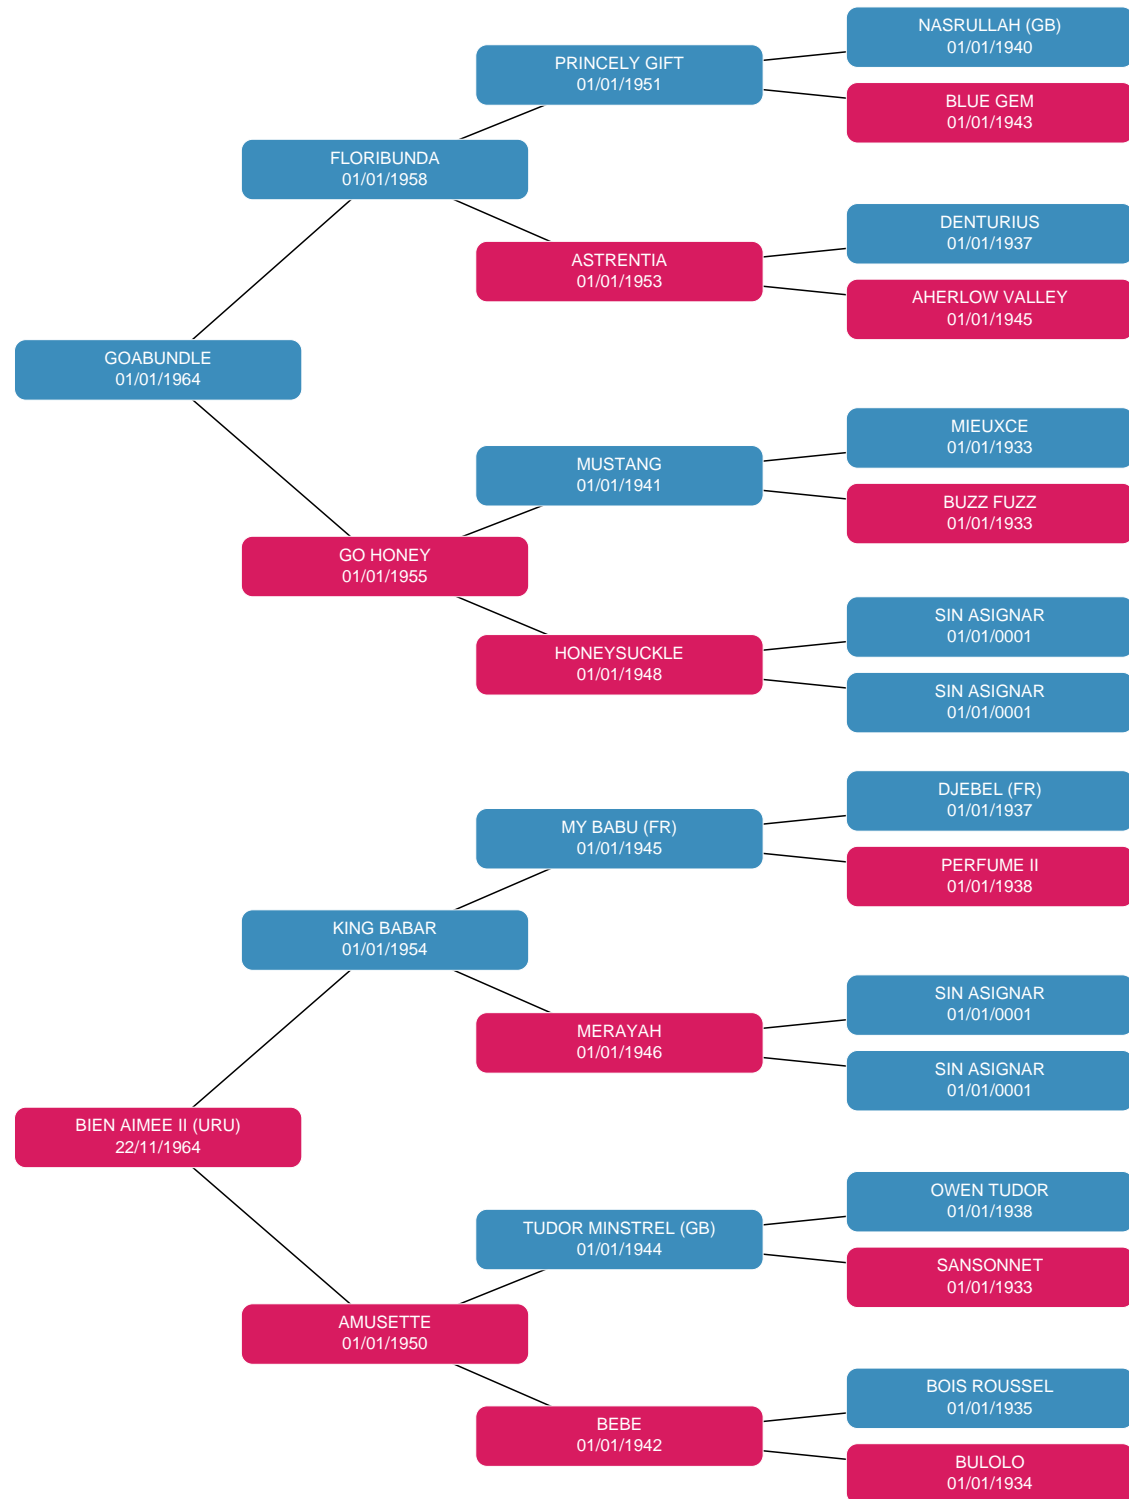 NASRULLAH (GB)
01/01/1940
PRINCELY GIFT
01/01/1951
BLUE GEM
01/01/1943
FLORIBUNDA
01/01/1958
DENTURIUS
01/01/1937
ASTRENTIA
01/01/1953
AHERLOW VALLEY
01/01/1945
GOABUNDLE
01/01/1964
MIEUXCE
01/01/1933
MUSTANG
01/01/1941
BUZZ FUZZ
01/01/1933
GO HONEY
01/01/1955
SIN ASIGNAR
01/01/0001
HONEYSUCKLE
01/01/1948
SIN ASIGNAR
01/01/0001
DJEBEL (FR)
01/01/1937
MY BABU (FR)
01/01/1945
PERFUME II
01/01/1938
KING BABAR
01/01/1954
SIN ASIGNAR
01/01/0001
MERAYAH
01/01/1946
SIN ASIGNAR
01/01/0001
BIEN AIMEE II (URU)
22/11/1964
OWEN TUDOR
01/01/1938
TUDOR MINSTREL (GB)
01/01/1944
SANSONNET
01/01/1933
AMUSETTE
01/01/1950
BOIS ROUSSEL
01/01/1935
BEBE
01/01/1942
BULOLO
01/01/1934